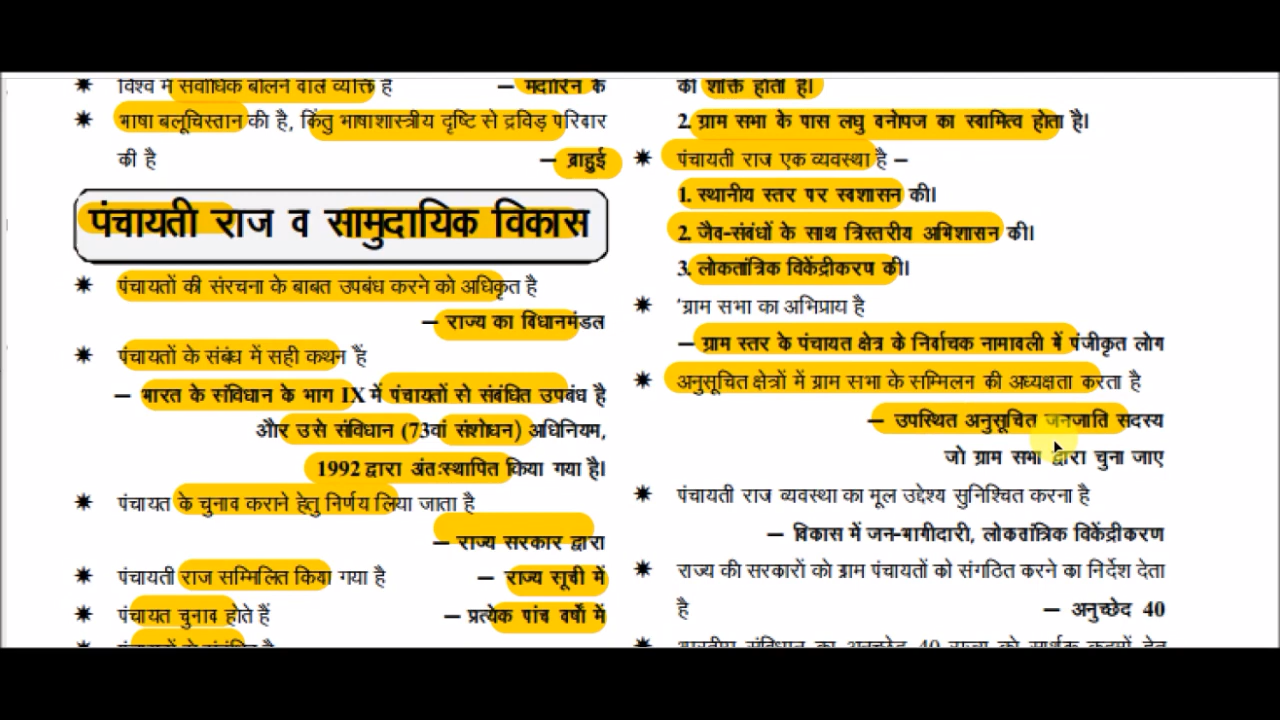 विश्व में सर्वाधिक बोलने वाले व्यक्ति है — मंदारिन के
✷ भाषा बलूचिस्तान की है, किंतु भाषाशास्त्रीय दृष्टि से द्रविड़ परिवार
की है — ब्राहुई
पंचायती राज व सामुदायिक विकास
✷ पंचायतों की संरचना के बाबत उपबंध करने को अधिकृत है
— राज्य का विधानमंडल
✷ पंचायतों के संबंध में सही कथन हैं
— भारत के संविधान के भाग IX में पंचायतों से संबंधित उपबंध है
और उसे संविधान (73वां संशोधन) अधिनियम,
1992 द्वारा अंतःस्थापित किया गया है।
✷ पंचायत के चुनाव कराने हेतु निर्णय लिया जाता है
— राज्य सरकार द्वारा
✷ पंचायती राज सम्मिलित किया गया है — राज्य सूची में
✷ पंचायत चुनाव होते हैं — प्रत्येक पांच वर्षों में
की शक्ति होती है।
2. ग्राम सभा के पास लघु वनोपज का स्वामित्व होता है।
✷ पंचायती राज एक व्यवस्था है –
1. स्थानीय स्तर पर स्वशासन की।
2. जैव-संबंधों के साथ त्रिस्तरीय अभिशासन की।
3. लोकतांत्रिक विकेंद्रीकरण की।
✷ 'ग्राम सभा का अभिप्राय है
— ग्राम स्तर के पंचायत क्षेत्र के निर्वाचक नामावली में पंजीकृत लोग
✷ अनुसूचित क्षेत्रों में ग्राम सभा के सम्मिलन की अध्यक्षता करता है
— उपस्थित अनुसूचित जनजाति सदस्य
जो ग्राम सभा द्वारा चुना जाए
✷ पंचायती राज व्यवस्था का मूल उद्देश्य सुनिश्चित करना है
— विकास में जन-भागीदारी, लोकतांत्रिक विकेंद्रीकरण
✷ राज्य की सरकारों को ग्राम पंचायतों को संगठित करने का निर्देश देता
है — अनुच्छेद 40